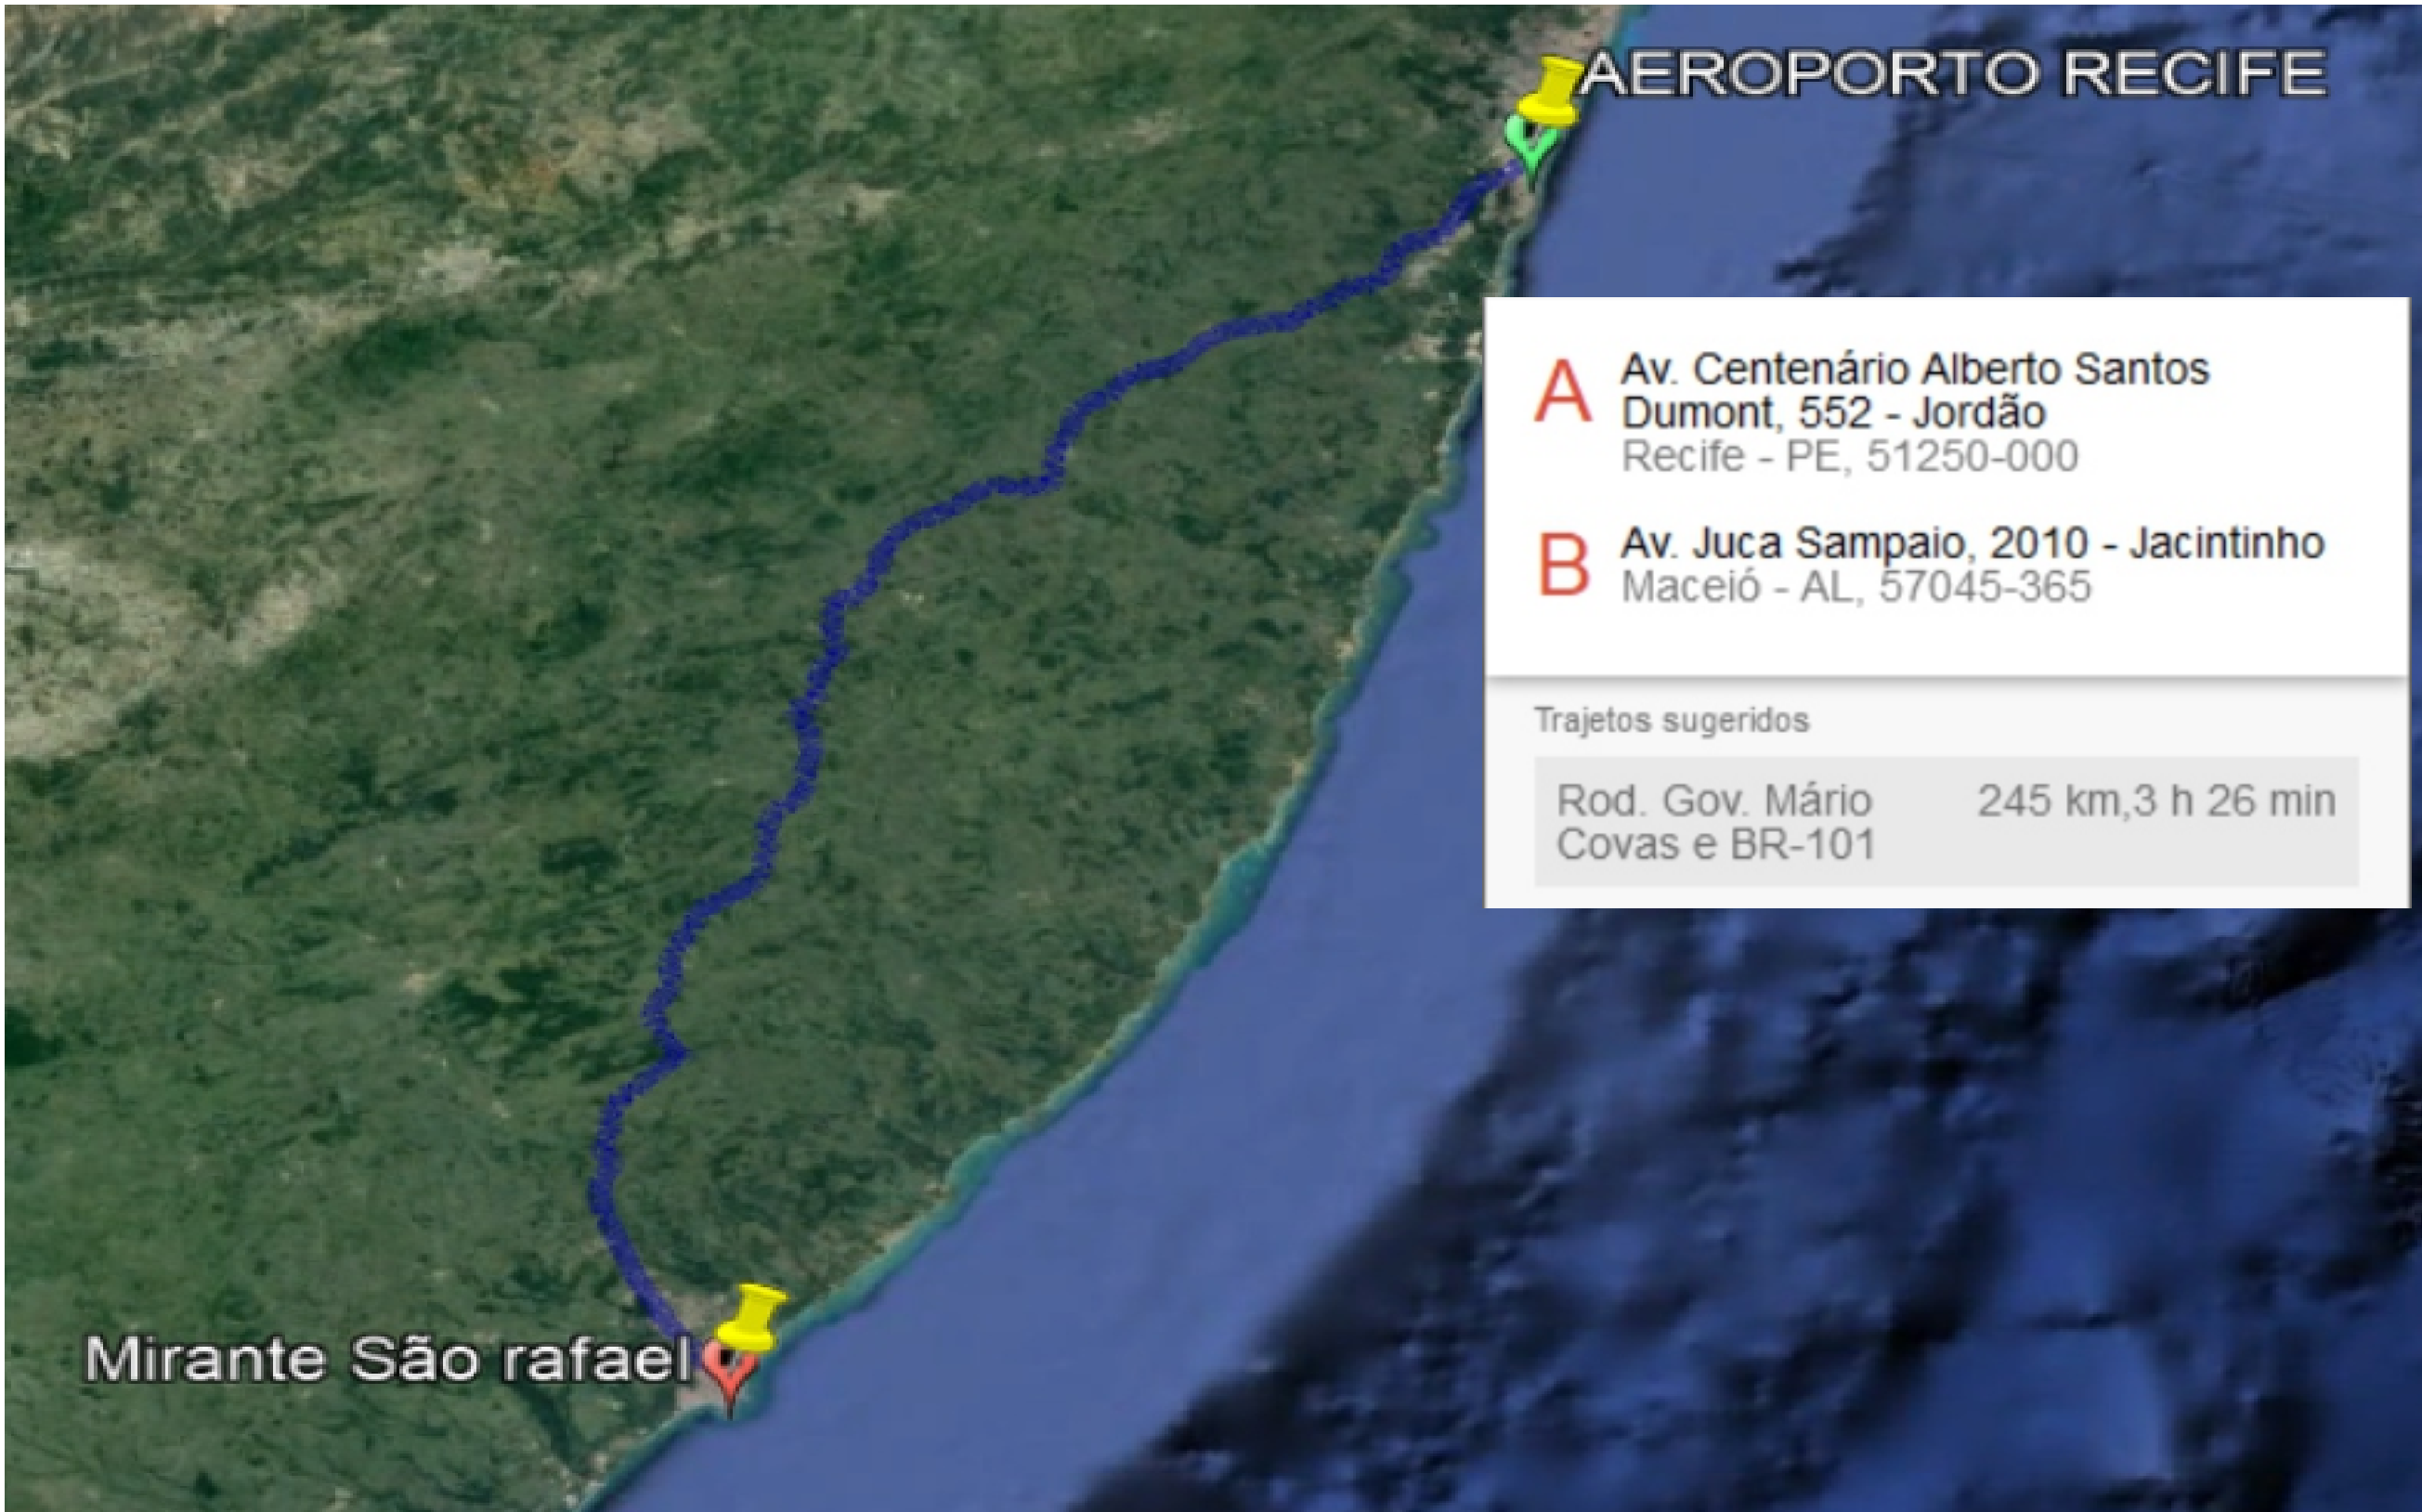 AEROPORTO RECIFE
A
Av. Centenário Alberto Santos
Dumont, 552 - Jordão
Recife - PE, 51250-000
B
Av. Juca Sampaio, 2010 - Jacintinho
Maceió - AL, 57045-365
Trajetos sugeridos
Rod. Gov. Mário 245 km,3 h 26 min
Covas e BR-101
Mirante São rafael